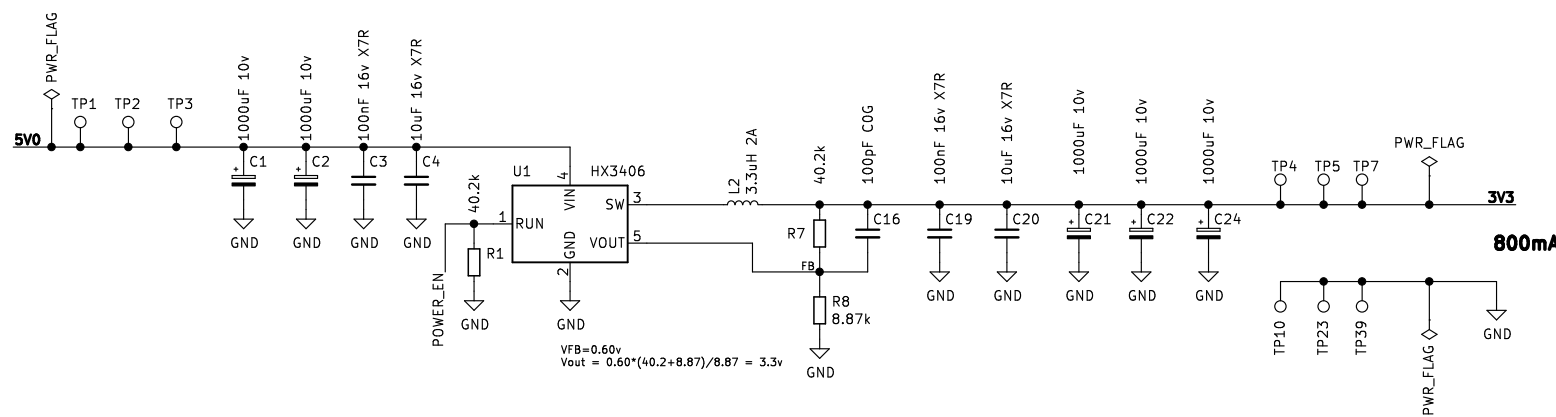 PWR_FLAG
TP1
TP2
TP3
5V0
1000uF 10v
C1
GND
1000uF 10v
C2
GND
100nF 16v X7R
C3
GND
10uF 16v X7R
C4
GND
40.2k
R1
GND
POWER_EN
U1
HX3406
4
VIN
1
RUN
SW
3
VOUT
5
GND
2
GND
L2
3.3uH 2A
40.2k
R7
FB
R8
8.87k
GND
VFB=0.60v
Vout = 0.60*(40.2+8.87)/8.87 = 3.3v
100pF C0G
C16
100nF 16v X7R
C19
GND
10uF 16v X7R
C20
GND
1000uF 10v
C21
GND
1000uF 10v
C22
GND
1000uF 10v
C24
GND
TP4
TP5
TP7
PWR_FLAG
3V3
800mA
TP10
TP23
TP39
PWR_FLAG
GND